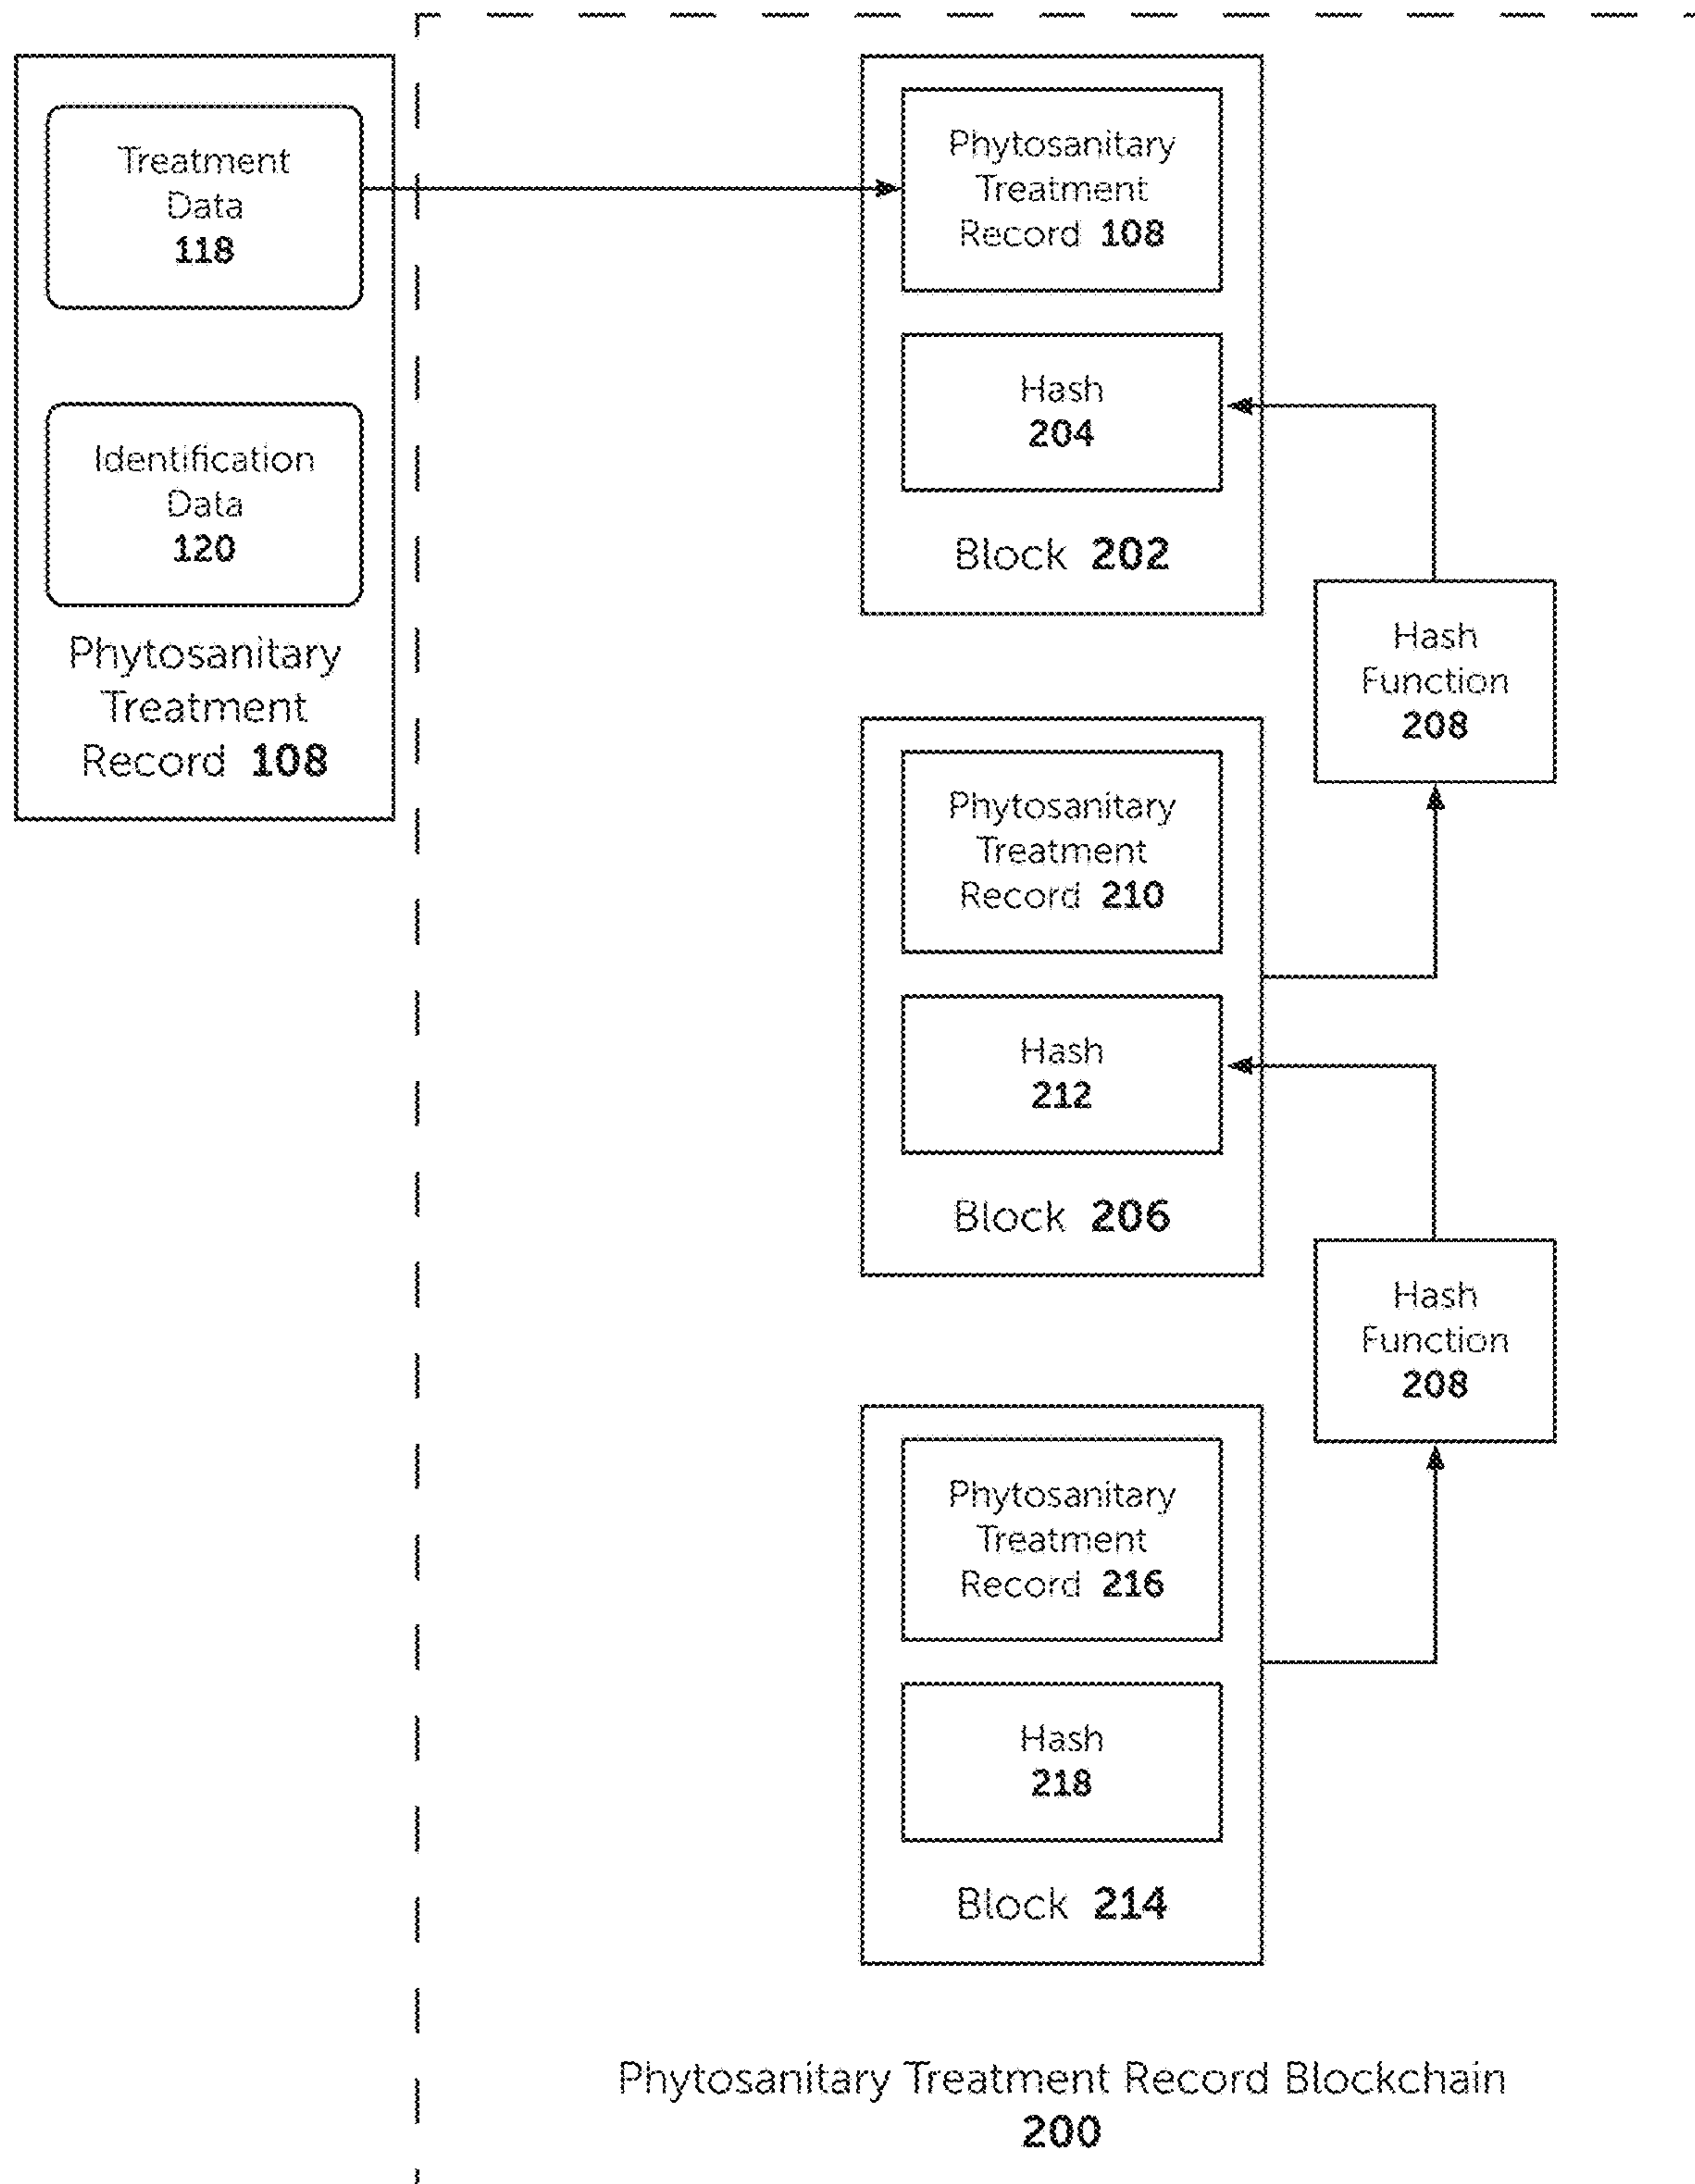 Treatment
Data
118
Identification
Data
120
Phytosanitary
Treatment
Record 108
Phytosanitary
Treatment
Record 108
Hash
204
Block 202
Hash
Function
208
Phytosanitary
Treatment
Record 210
Hash
212
Block 206
Hash
Function
208
Phytosanitary
Treatment
Record 216
Hash
218
Block 214
Phytosanitary Treatment Record Blockchain
200